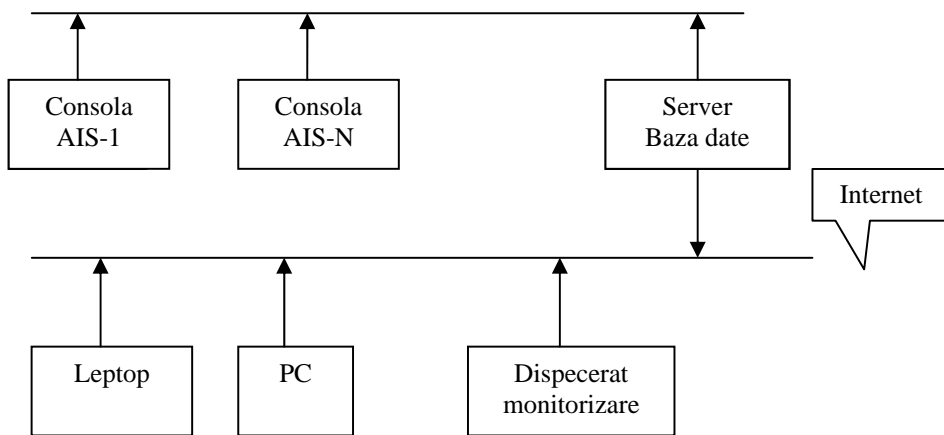 Consola
AIS-1
Consola
AIS-N
Server
Baza date
Internet
Leptop
PC
Dispecerat
monitorizare